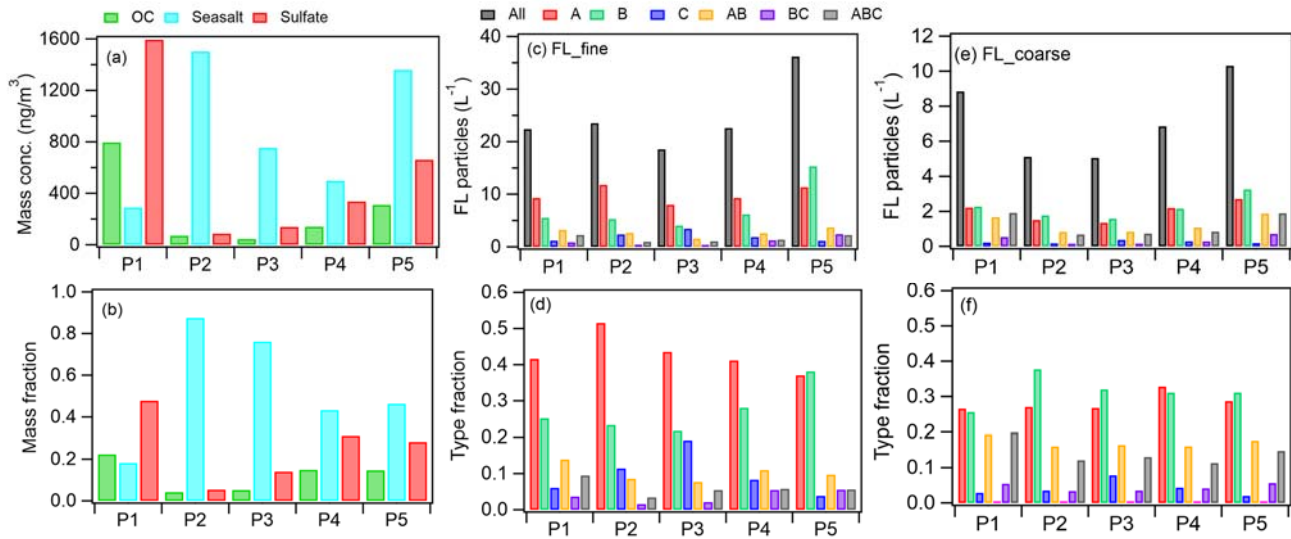 OC Seasalt Sulfate
All A B C AB BC ABC
(a)
Mass conc. (ng/m³)
1600
1200
800
400
0
P1 P2 P3 P4 P5
(c) FL_fine
FL particles (L⁻¹)
40
30
20
10
0
P1 P2 P3 P4 P5
(e) FL_coarse
FL particles (L⁻¹)
12
10
8
6
4
2
0
P1 P2 P3 P4 P5
(b)
Mass fraction
1.0
0.8
0.6
0.4
0.2
0.0
P1 P2 P3 P4 P5
(d)
Type fraction
0.6
0.5
0.4
0.3
0.2
0.1
0.0
P1 P2 P3 P4 P5
(f)
Type fraction
0.6
0.5
0.4
0.3
0.2
0.1
0.0
P1 P2 P3 P4 P5